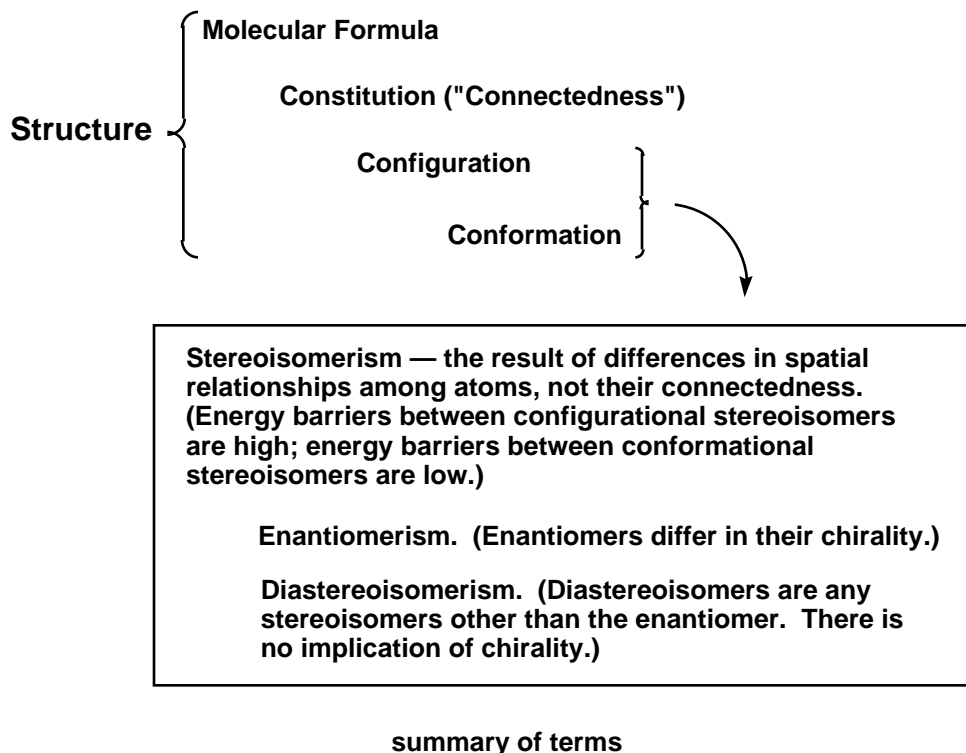 Molecular Formula
Constitution ("Connectedness")
Structure
Configuration
Conformation
Stereoisomerism — the result of differences in spatial
relationships among atoms, not their connectedness.
(Energy barriers between configurational stereoisomers
are high; energy barriers between conformational
stereoisomers are low.)
Enantiomerism.  (Enantiomers differ in their chirality.)
Diastereoisomerism.  (Diastereoisomers are any
stereoisomers other than the enantiomer.  There is
no implication of chirality.)
summary of terms